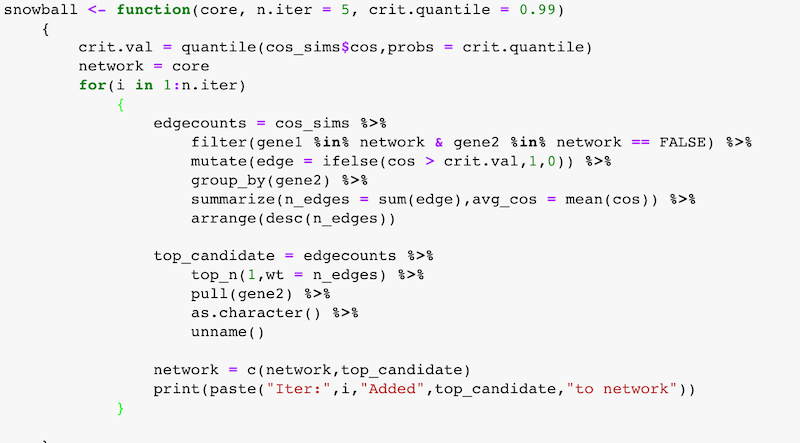 snowball <- function(core, n.iter = 5, crit.quantile = 0.99)
{
crit.val = quantile(cos_sims$cos,probs = crit.quantile)
network = core
for(i in 1:n.iter)
{
edgecounts = cos_sims %>%
filter(gene1 %in% network & gene2 %in% network == FALSE) %>%
mutate(edge = ifelse(cos > crit.val,1,0)) %>%
group_by(gene2) %>%
summarize(n_edges = sum(edge),avg_cos = mean(cos)) %>%
arrange(desc(n_edges))
top_candidate = edgecounts %>%
top_n(1,wt = n_edges) %>%
pull(gene2) %>%
as.character() %>%
unname()
network = c(network,top_candidate)
print(paste("Iter:",i,"Added",top_candidate,"to network"))
}